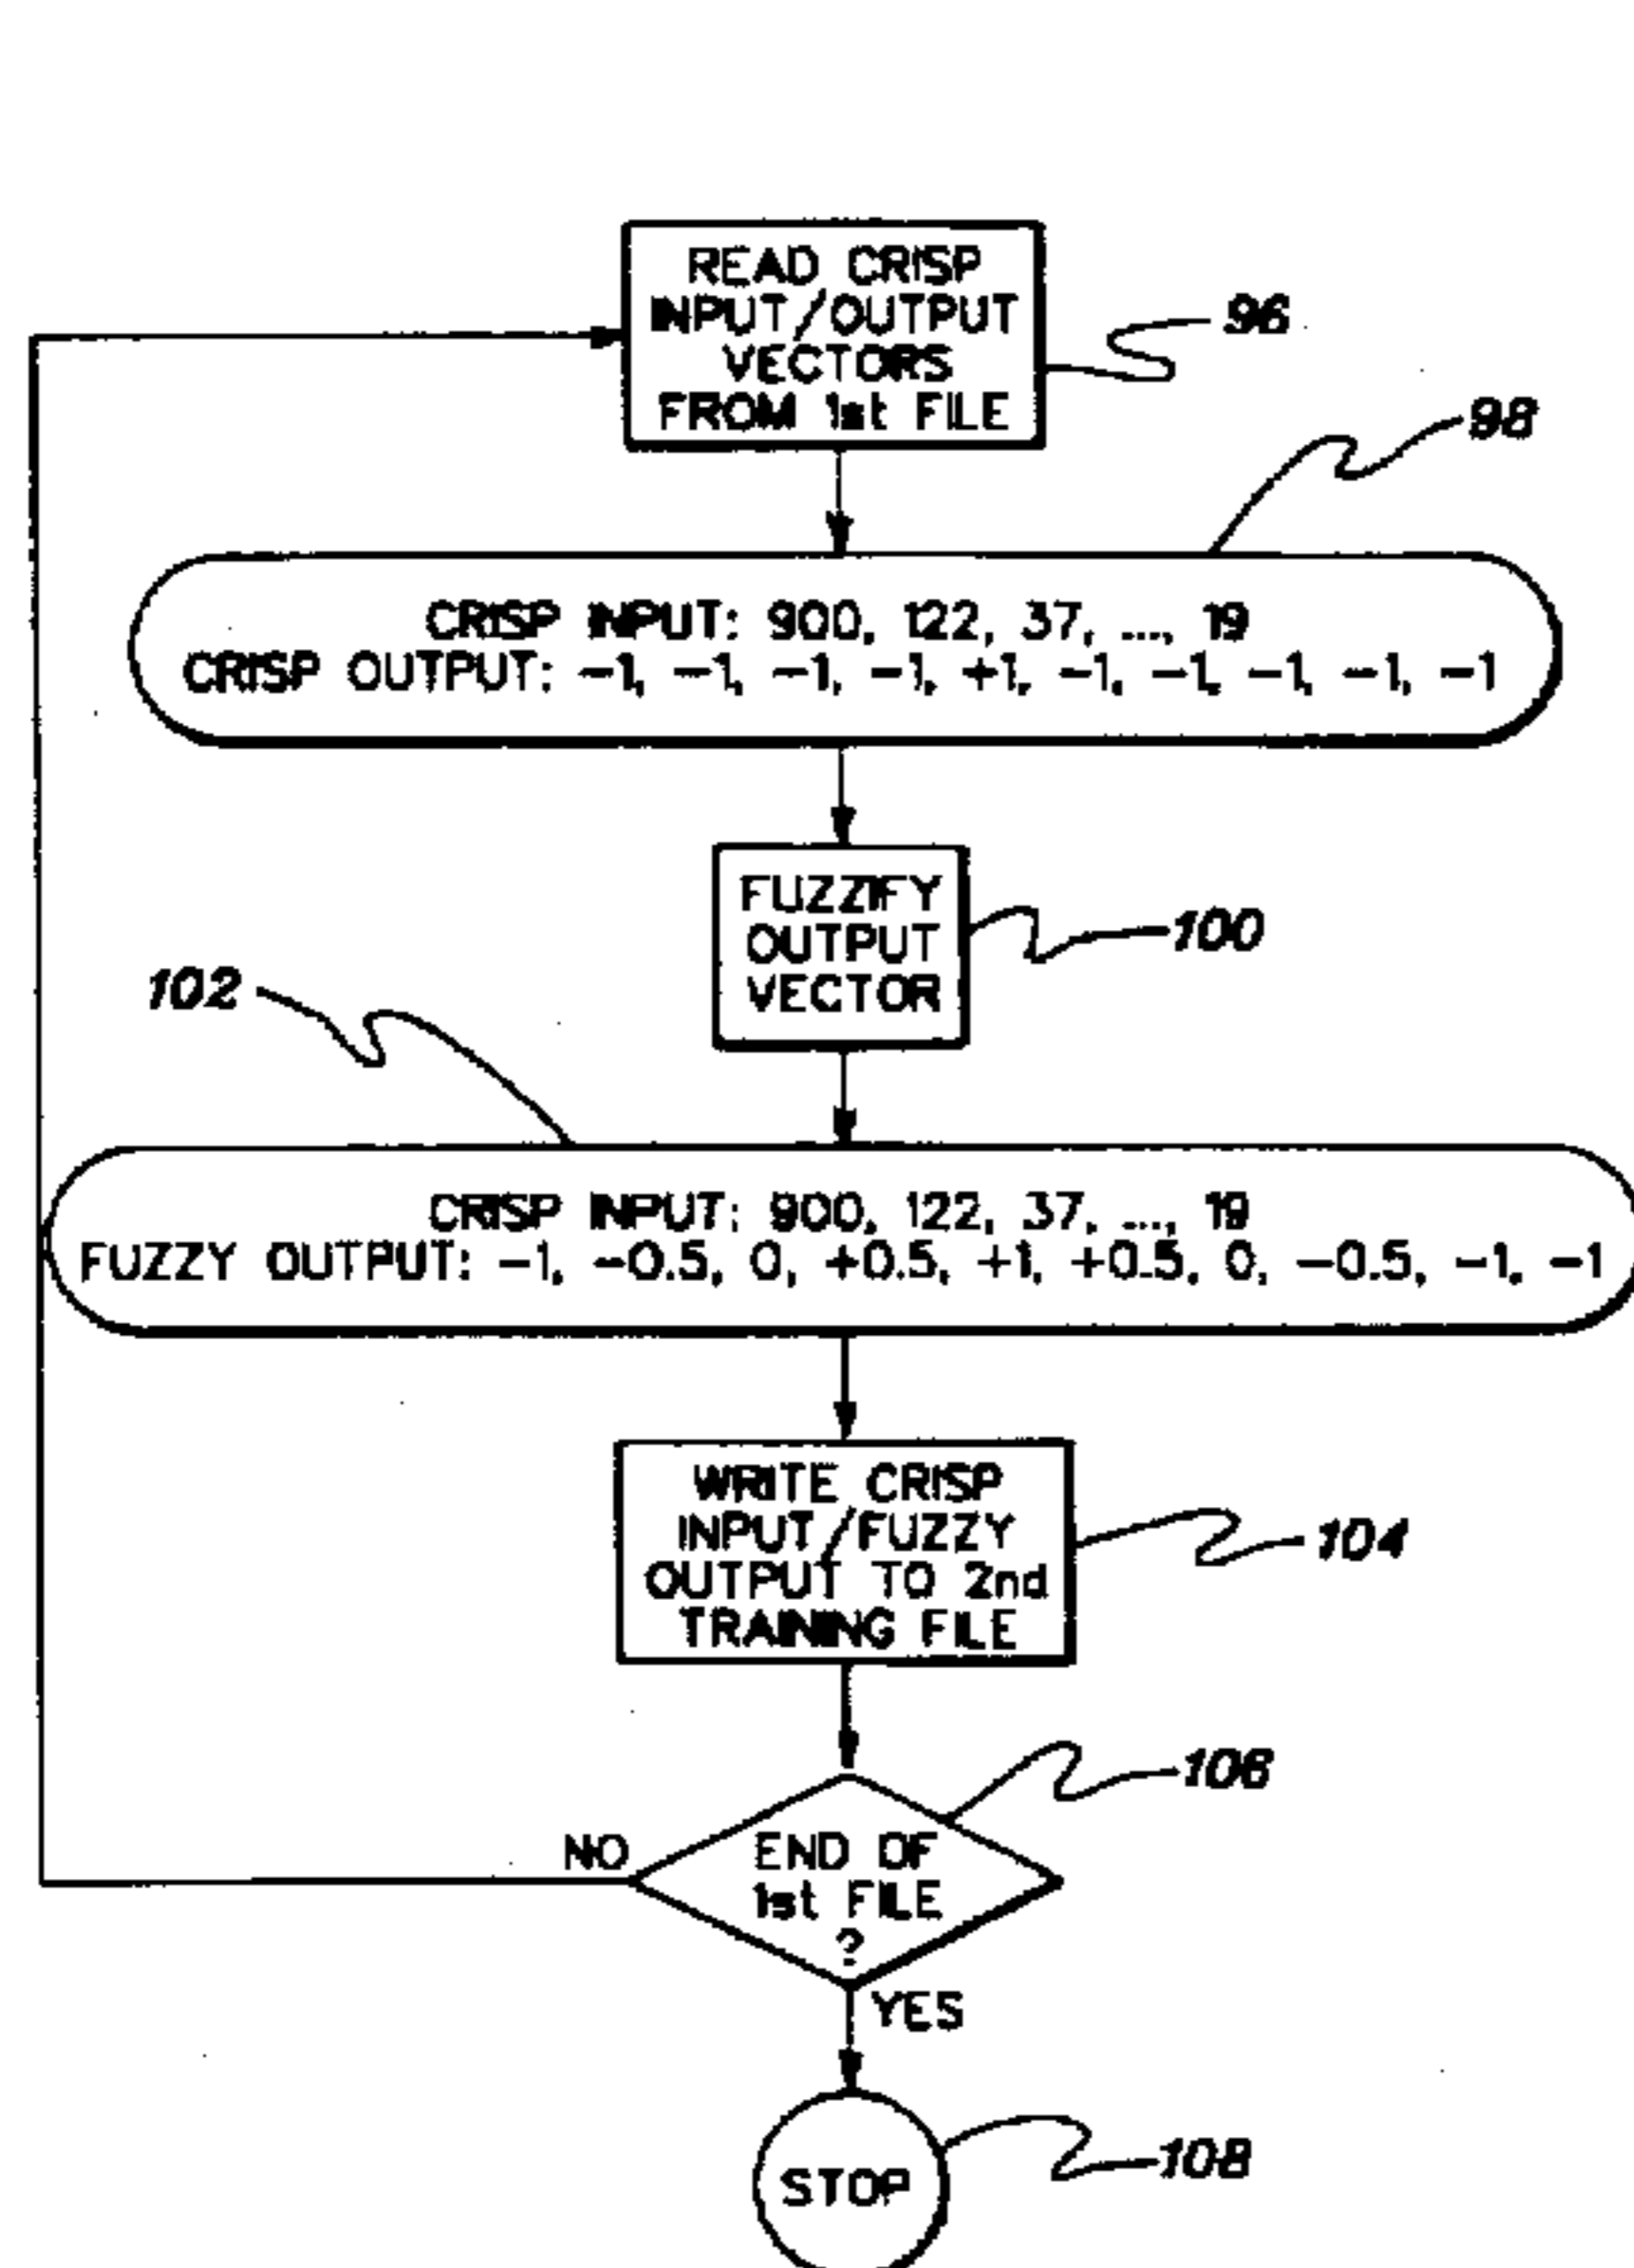 READ CRISP
INPUT/OUTPUT
VECTORS
FROM 1st FILE
96
98
CRISP INPUT: 900, 122, 37, ..., 19
CRISP OUTPUT: -1, -1, -1, -1, +1, -1, -1, -1, -1, -1
FUZZIFY
OUTPUT
VECTOR
100
102
CRISP INPUT: 900, 122, 37, ..., 19
FUZZY OUTPUT: -1, -0.5, 0, +0.5, +1, +0.5, 0, -0.5, -1, -1
WRITE CRISP
INPUT/FUZZY
OUTPUT TO 2nd
TRAINING FILE
104
106
NO
END OF
1st FILE
?
YES
STOP
108